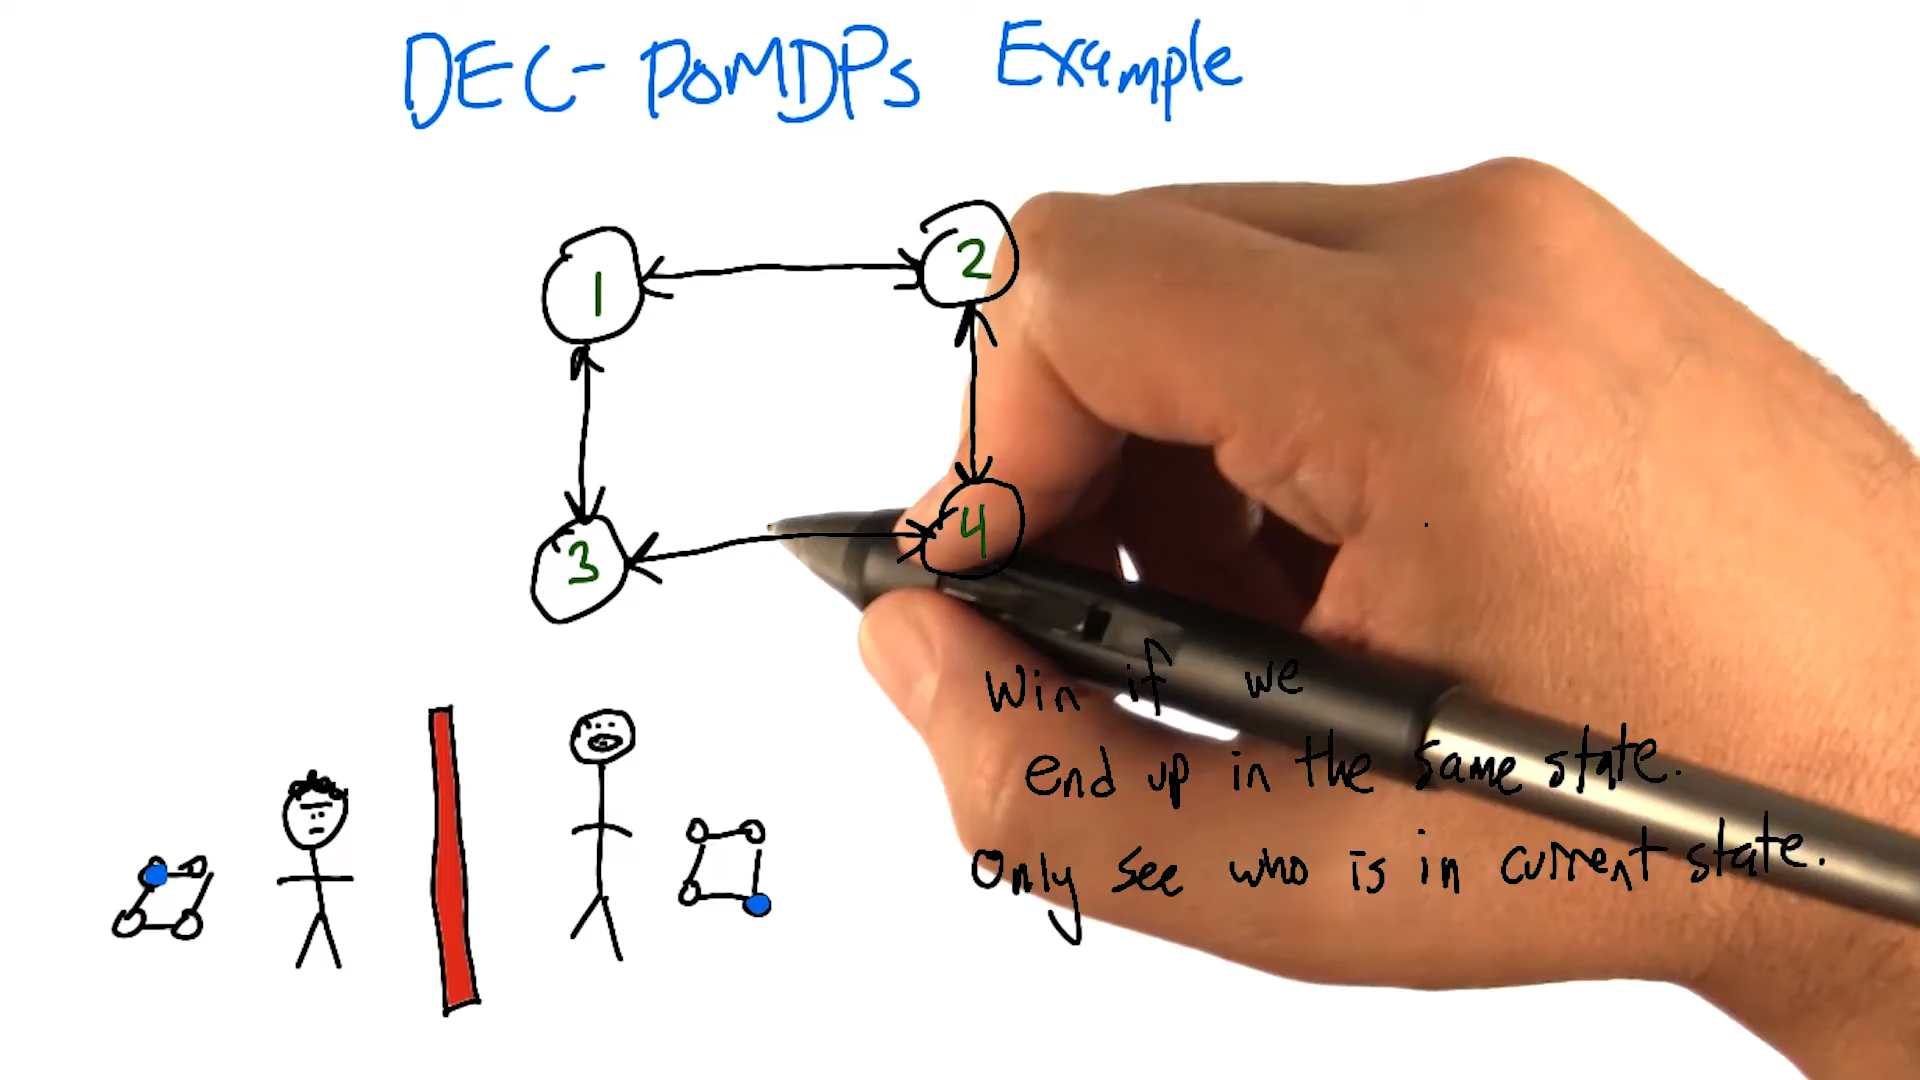 DEC-POMDPs Example
1
2
3
4
Win if we
end up in the same state.
Only see who is in current state.